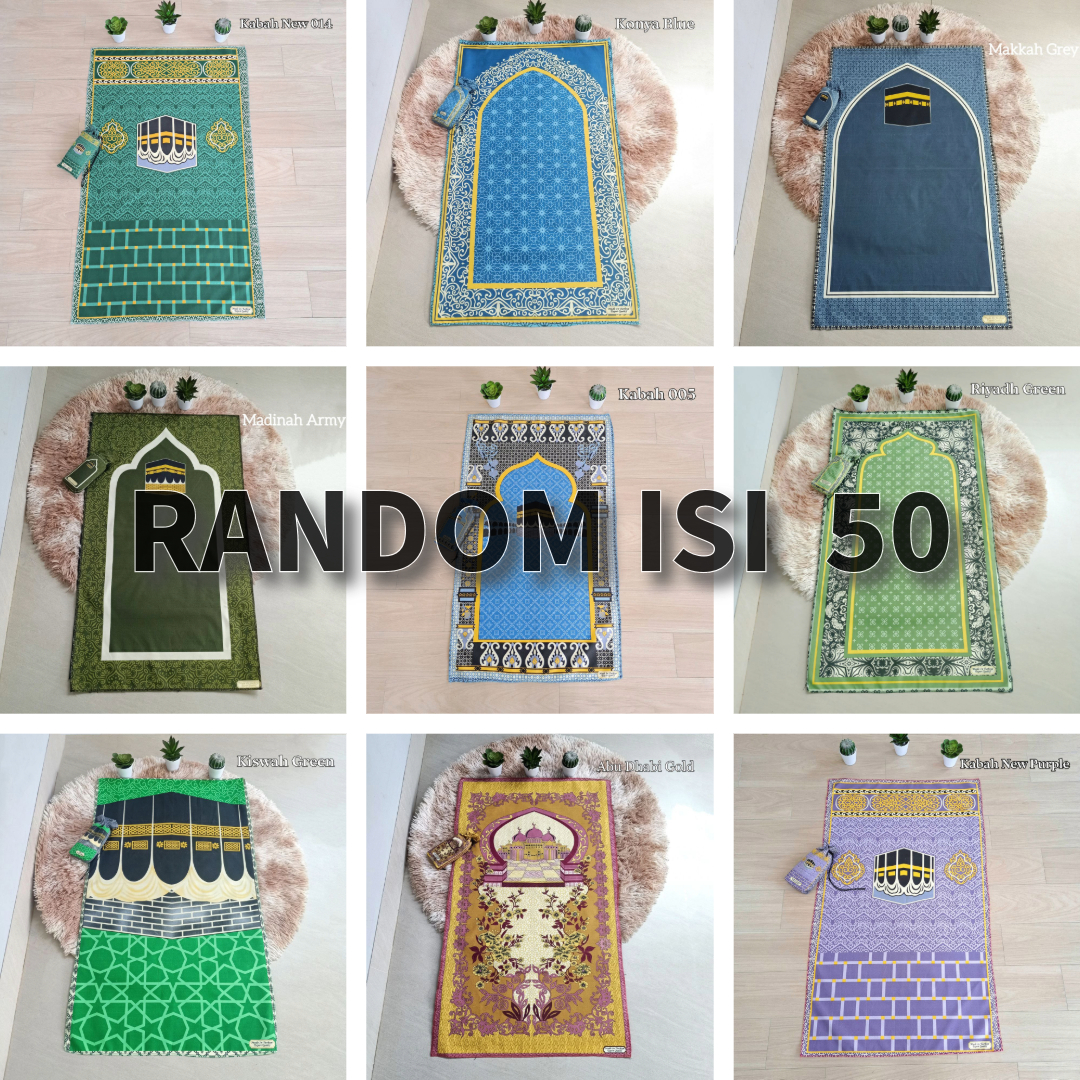 Kabah New 014
Konya Blue
Makkah Grey
Madinah Army
Kabah 005
Riyadh Green
RANDOM ISI 50
Kiswah Green
Abu Dhabi Gold
Kabah New Purple